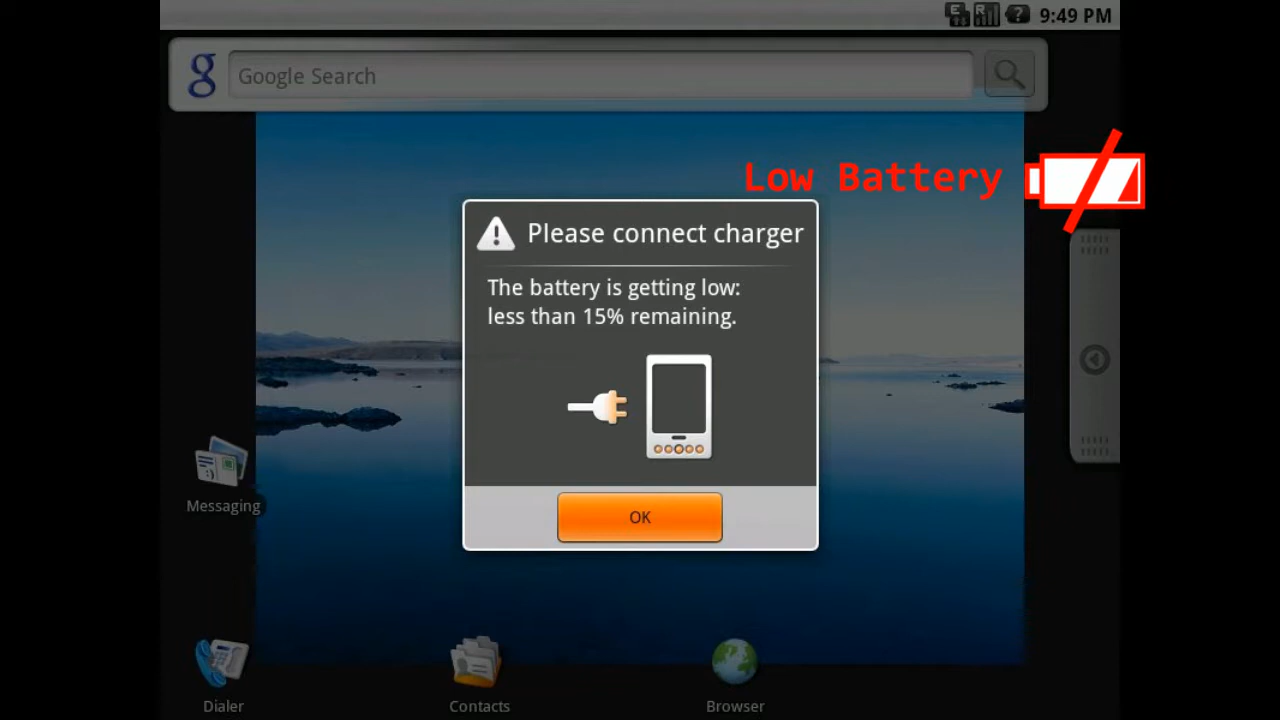 9:49 PM
Google Search
Low Battery
Please connect charger
The battery is getting low:
less than 15% remaining.
OK
Messaging
Dialer
Contacts
Browser